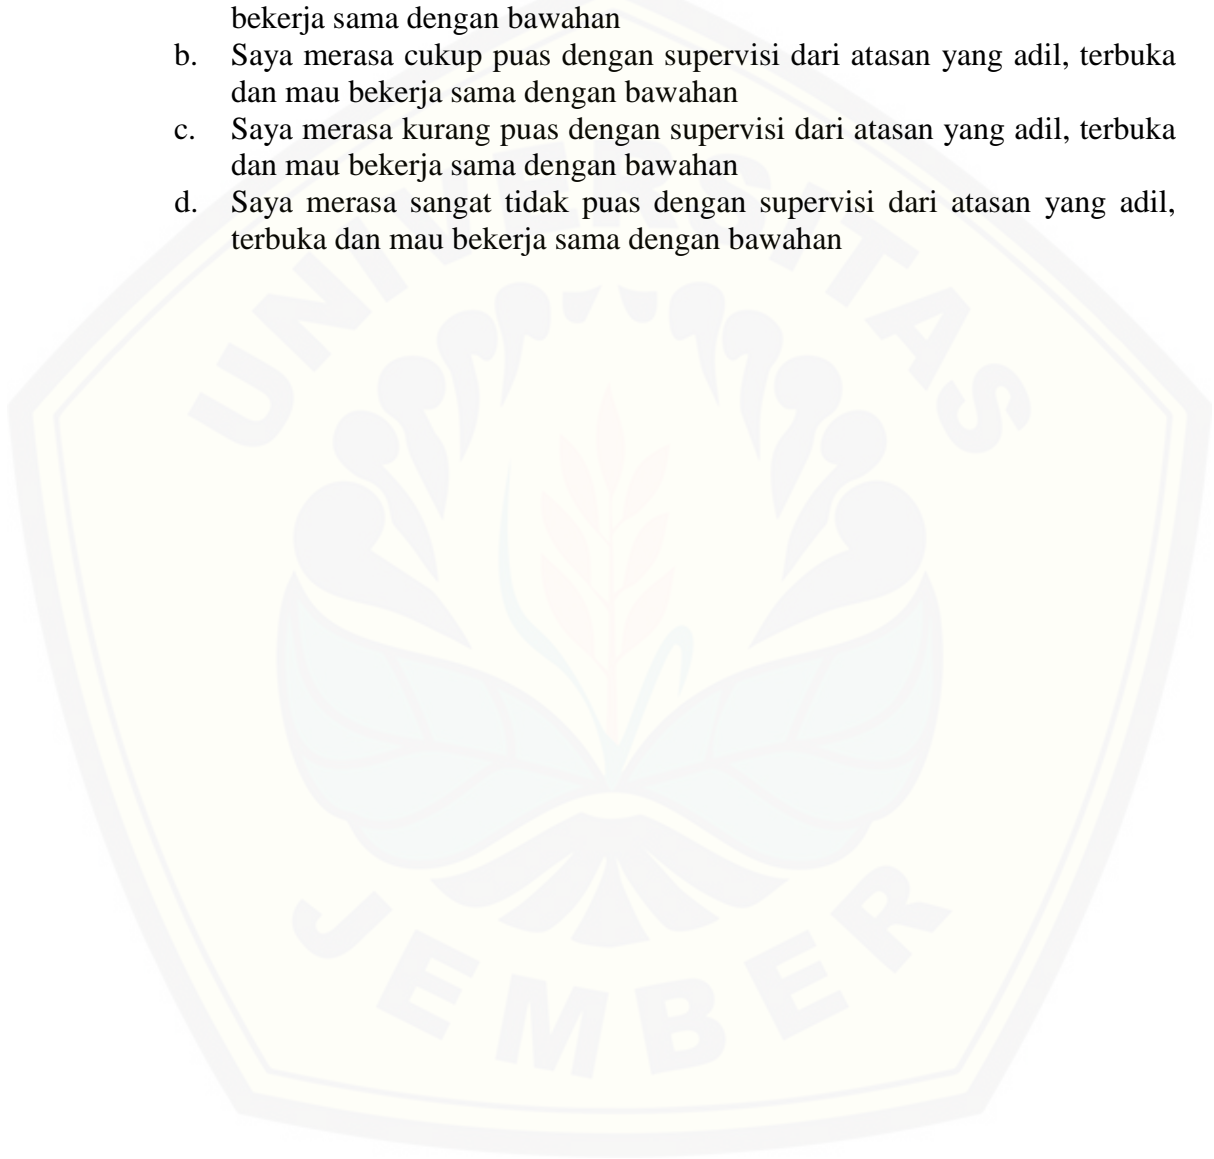 bekerja sama dengan bawahan
b. Saya merasa cukup puas dengan supervisi dari atasan yang adil, terbuka
dan mau bekerja sama dengan bawahan
c. Saya merasa kurang puas dengan supervisi dari atasan yang adil, terbuka
dan mau bekerja sama dengan bawahan
d. Saya merasa sangat tidak puas dengan supervisi dari atasan yang adil,
terbuka dan mau bekerja sama dengan bawahan
UNIVERSITAS
JEMBER